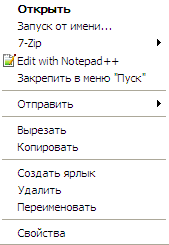 Открыть
Запуск от имени...
7-Zip
Edit with Notepad++
Закрепить в меню "Пуск"
Отправить
Вырезать
Копировать
Создать ярлык
Удалить
Переименовать
Свойства